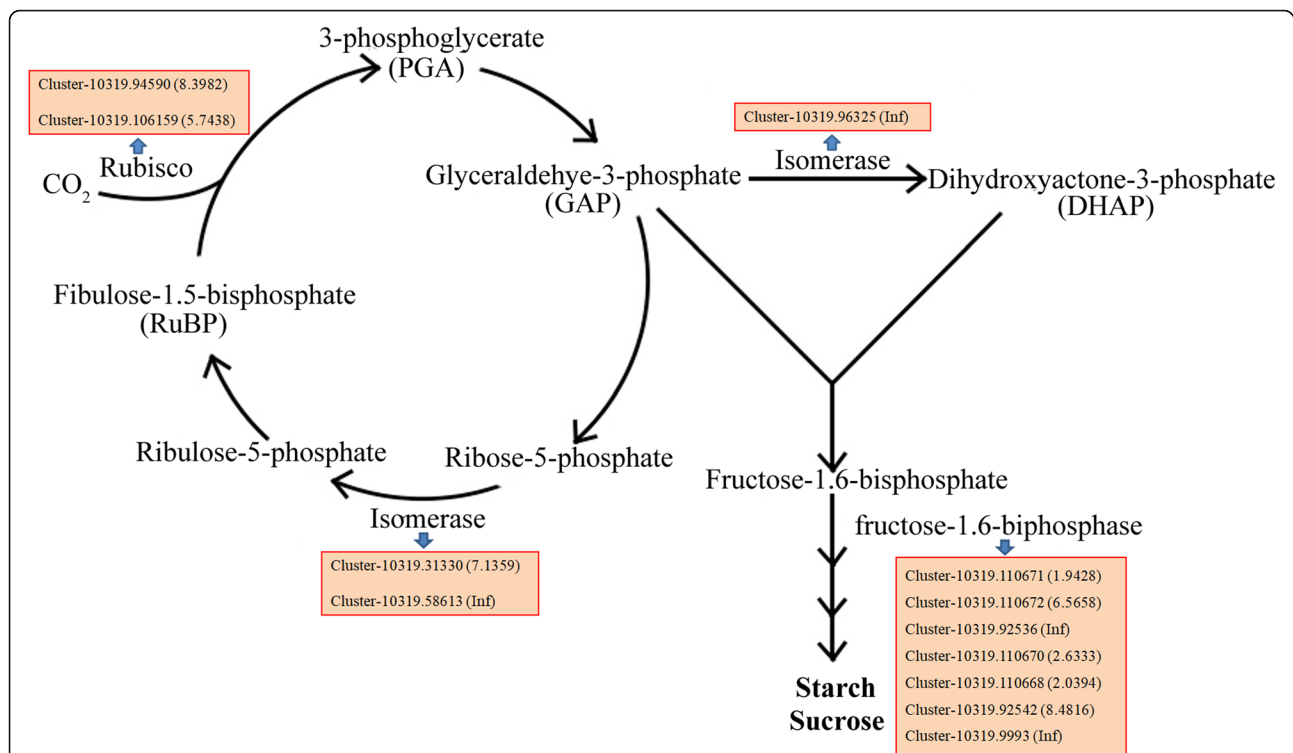 3-phosphoglycerate
(PGA)
Cluster-10319.94590 (8.3982)
Cluster-10319.106159 (5.7438)
Rubisco
CO2
Cluster-10319.96325 (Inf)
Isomerase
Glyceraldehye-3-phosphate
(GAP)
Dihydroxyactone-3-phosphate
(DHAP)
Fibulose-1.5-bisphosphate
(RuBP)
Ribulose-5-phosphate
Ribose-5-phosphate
Isomerase
Cluster-10319.31330 (7.1359)
Cluster-10319.58613 (Inf)
Fructose-1.6-bisphosphate
fructose-1.6-biphosphase
Cluster-10319.110671 (1.9428)
Cluster-10319.110672 (6.5658)
Cluster-10319.92536 (Inf)
Cluster-10319.110670 (2.6333)
Cluster-10319.110668 (2.0394)
Cluster-10319.92542 (8.4816)
Cluster-10319.9993 (Inf)
Starch
Sucrose